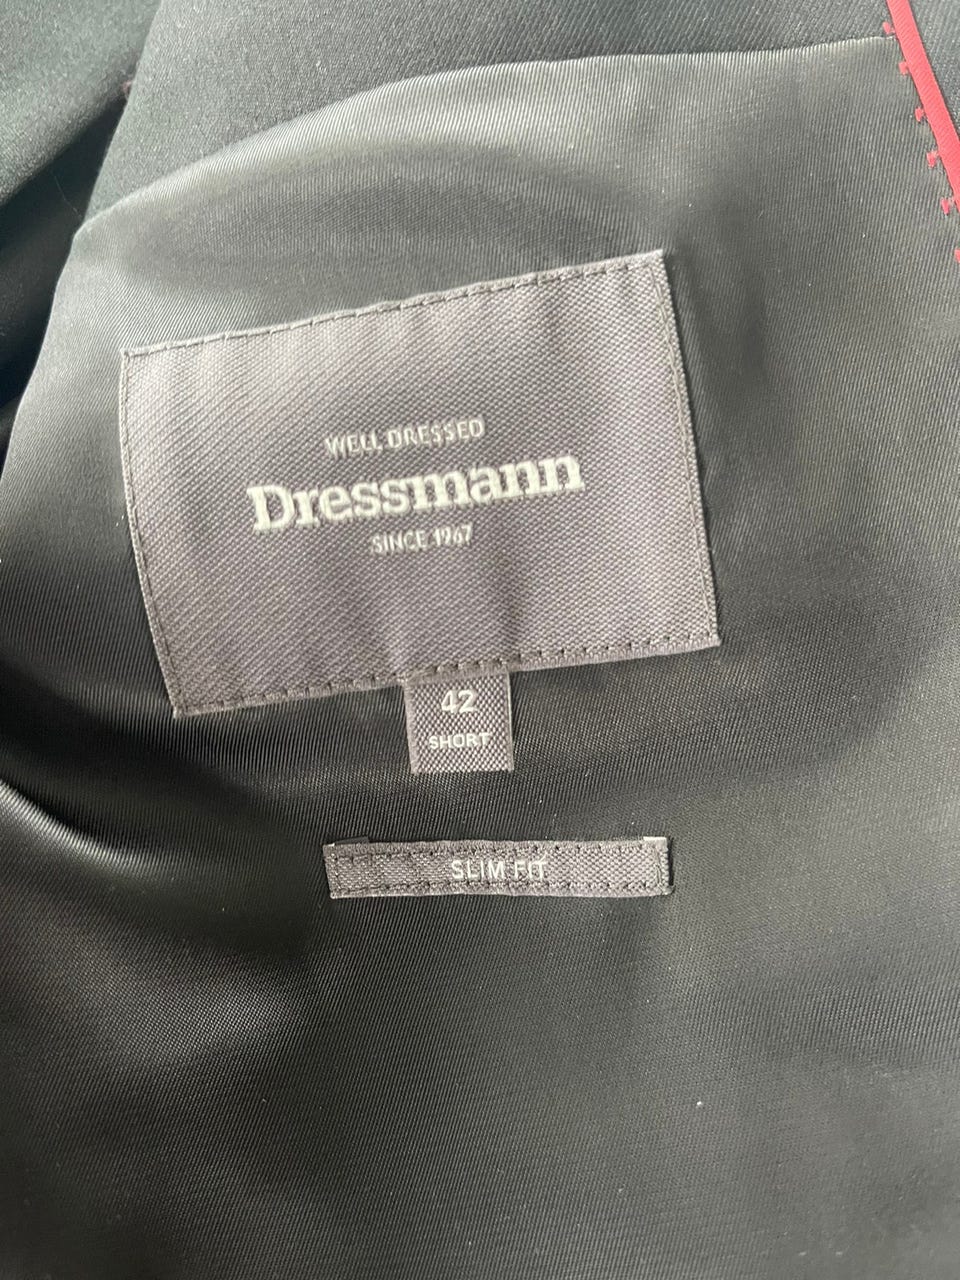 WELL DRESSED
Dressmann
SINCE 1967
42
SHORT
SLIM FIT